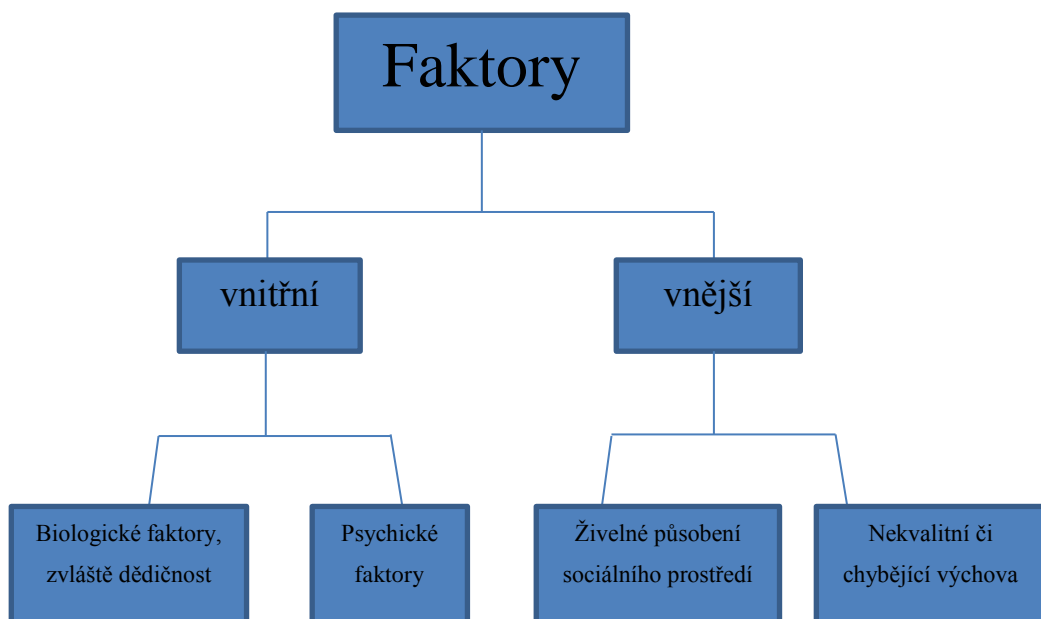 Faktory
vnitřní
vnější
Biologické faktory,
zvláště dědičnost
Psychické
faktory
Živelné působení
sociálního prostředí
Nekvalitní či
chybějící výchova